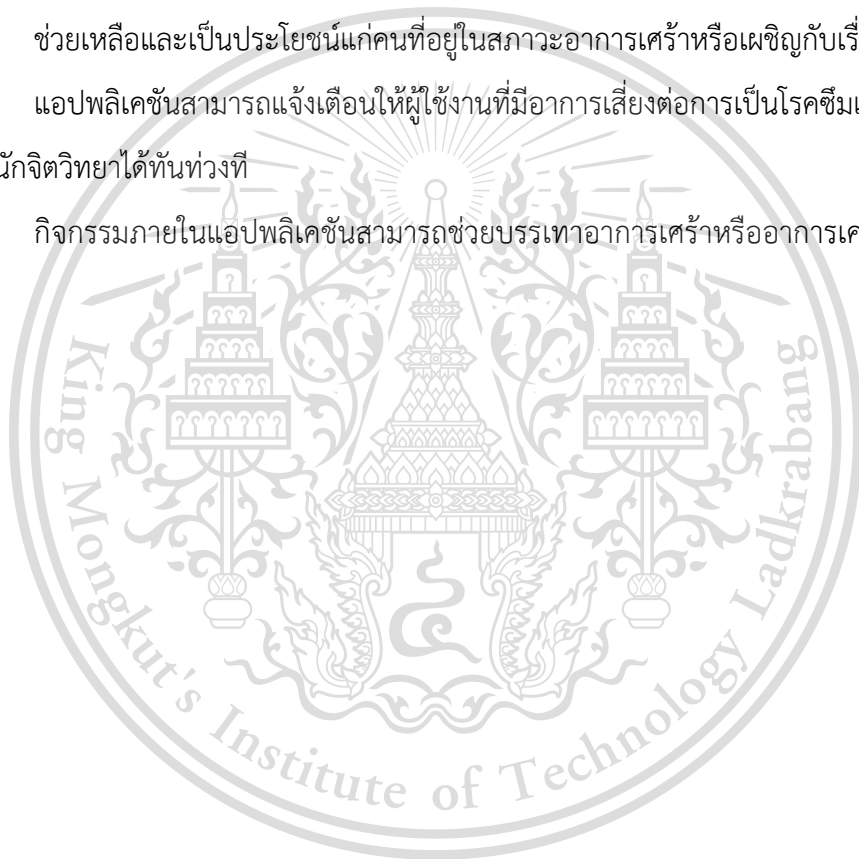 ช่วยเหลือและเป็นประโยชน์แก่คนที่อยู่ในสภาวะอาการเศร้าหรือเผชิญกับเรื่
แอปพลิเคชันสามารถแจ้งเตือนให้ผู้ใช้งานที่มีอาการเสี่ยงต่อการเป็นโรคซึม
นักจิตวิทยาได้ทันท่วงที
กิจกรรมภายในแอปพลิเคชันสามารถช่วยบรรเทาอาการเศร้าหรืออาการเค
King Mongkut's Institute of Technology Ladkrabang